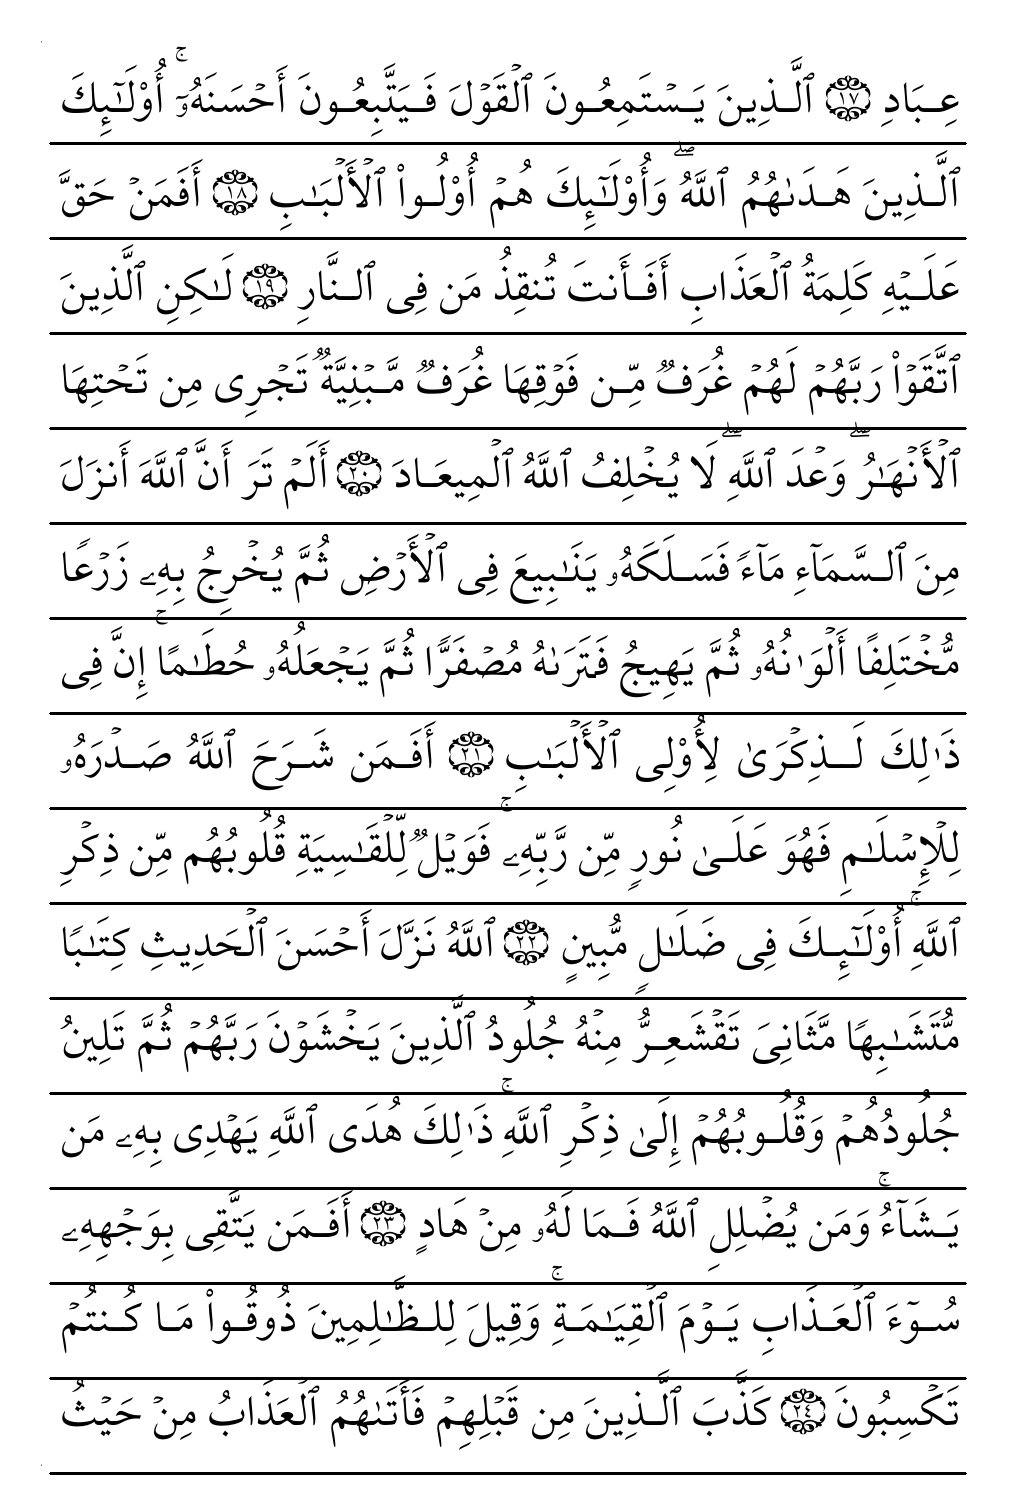 عِبَادِ ١٧ ٱلَّذِينَ يَسۡتَمِعُونَ ٱلۡقَوۡلَ فَيَتَّبِعُونَ أَحۡسَنَهُۥٓۚ أُوْلَـٰٓئِكَ
ٱلَّذِينَ هَدَىٰهُمُ ٱللَّهُۖ وَأُوْلَـٰٓئِكَ هُمۡ أُوْلُواْ ٱلۡأَلۡبَـٰبِ ١٨ أَفَمَنۡ حَقَّ
عَلَيۡهِ كَلِمَةُ ٱلۡعَذَابِ أَفَأَنتَ تُنقِذُ مَن فِى ٱلنَّارِ ١٩ لَـٰكِنِ ٱلَّذِينَ
ٱتَّقَوۡاْ رَبَّهُمۡ لَهُمۡ غُرَفٌ مِّن فَوۡقِهَا غُرَفٌ مَّبۡنِيَّةٌ تَجۡرِى مِن تَحۡتِهَا
ٱلۡأَنۡهَـٰرُۖ وَعۡدَ ٱللَّهِۖ لَا يُخۡلِفُ ٱللَّهُ ٱلۡمِيعَادَ ٢٠ أَلَمۡ تَرَ أَنَّ ٱللَّهَ أَنزَلَ
مِنَ ٱلسَّمَآءِ مَآءً فَسَلَكَهُۥ يَنَـٰبِيعَ فِى ٱلۡأَرۡضِ ثُمَّ يُخۡرِجُ بِهِۦ زَرۡعًا
مُّخۡتَلِفًا أَلۡوَٰنُهُۥ ثُمَّ يَهِيجُ فَتَرَىٰهُ مُصۡفَرًّا ثُمَّ يَجۡعَلُهُۥ حُطَـٰمًاۚ إِنَّ فِى
ذَٰلِكَ لَذِكۡرَىٰ لِأُوْلِى ٱلۡأَلۡبَـٰبِ ٢١ أَفَمَن شَرَحَ ٱللَّهُ صَدۡرَهُۥ
لِلۡإِسۡلَـٰمِ فَهُوَ عَلَىٰ نُورٍ مِّن رَّبِّهِۦۚ فَوَيۡلٌ لِّلۡقَـٰسِيَةِ قُلُوبُهُم مِّن ذِكۡرِ
ٱللَّهِۚ أُوْلَـٰٓئِكَ فِى ضَلَـٰلٍ مُّبِينٍ ٢٢ ٱللَّهُ نَزَّلَ أَحۡسَنَ ٱلۡحَدِيثِ كِتَـٰبًا
مُّتَشَـٰبِهًا مَّثَانِىَ تَقۡشَعِرُّ مِنۡهُ جُلُودُ ٱلَّذِينَ يَخۡشَوۡنَ رَبَّهُمۡ ثُمَّ تَلِينُ
جُلُودُهُمۡ وَقُلُوبُهُمۡ إِلَىٰ ذِكۡرِ ٱللَّهِۚ ذَٰلِكَ هُدَى ٱللَّهِ يَهۡدِى بِهِۦ مَن
يَشَآءُۚ وَمَن يُضۡلِلِ ٱللَّهُ فَمَا لَهُۥ مِنۡ هَادٍ ٢٣ أَفَمَن يَتَّقِى بِوَجۡهِهِۦ
سُوٓءَ ٱلۡعَذَابِ يَوۡمَ ٱلۡقِيَـٰمَةِۚ وَقِيلَ لِلظَّـٰلِمِينَ ذُوقُواْ مَا كُنتُمۡ
تَكۡسِبُونَ ٢٤ كَذَّبَ ٱلَّذِينَ مِن قَبۡلِهِمۡ فَأَتَىٰهُمُ ٱلۡعَذَابُ مِنۡ حَيۡثُ